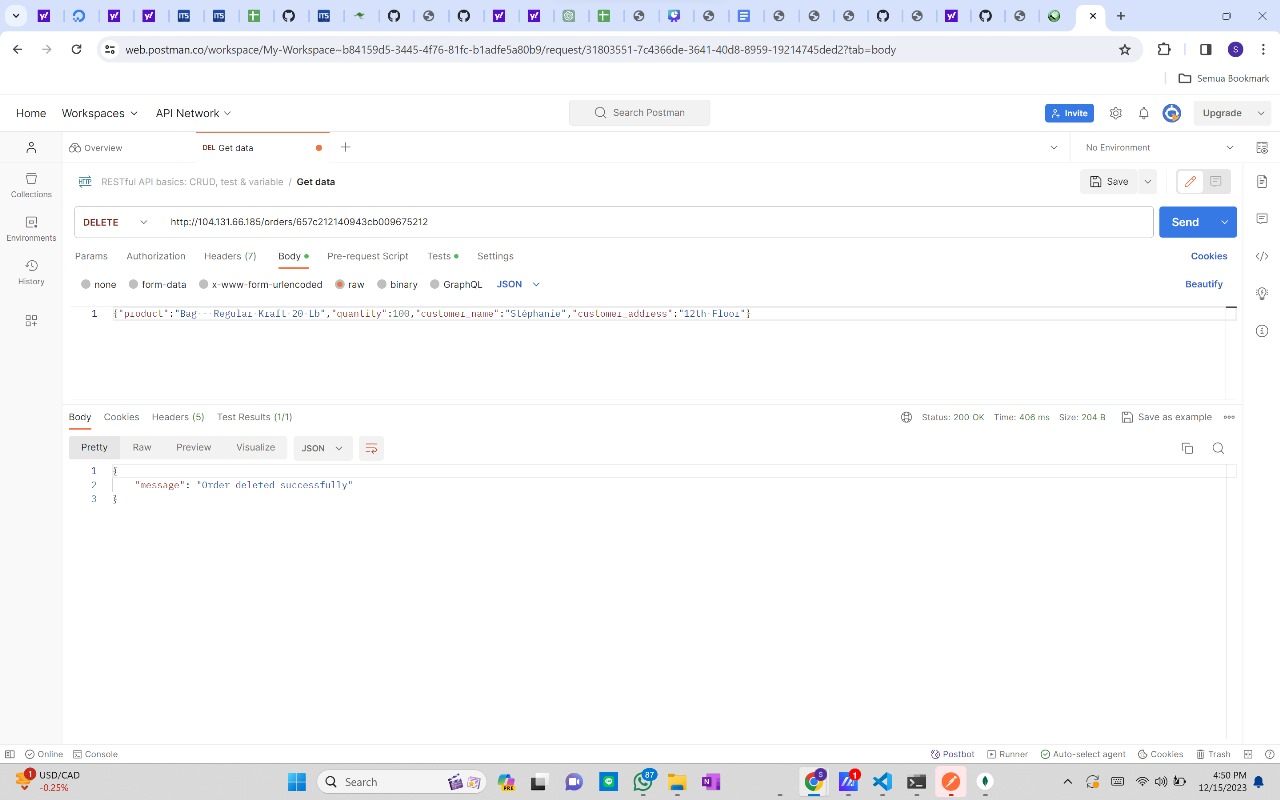 web.postman.co/workspace/My-Workspace~b84159d5-3445-4f76-81fc-b1adfe5a80b9/request/31803551-7c4366de-3641-40d8-8959-19214745ded2?tab=body
S
Semua Bookmark
Home Workspaces API Network Search Postman Invite Upgrade
Overview DEL Get data No Environment
HTTP RESTful API basics: CRUD, test & variable / Get data Save
Collections
Environments
History
DELETE http://104.131.66.185/orders/657c212140943cb009675212 Send
Params Authorization Headers (7) Body Pre-request Script Tests Settings Cookies
none form-data x-www-form-urlencoded raw binary GraphQL JSON Beautify
1 {"product":"Bag - Regular Kraft 20 Lb","quantity":100,"customer_name":"Stéphanie","customer_address":"12th Floor"}
Body Cookies Headers (5) Test Results (1/1) Status: 200 OK Time: 406 ms Size: 204 B Save as example
Pretty Raw Preview Visualize JSON
1 {
2 "message": "Order deleted successfully"
3 }
Online Console Postbot Runner Auto-select agent Cookies Trash
1 USD/CAD
-0.25%
Search
PRE
87
S
1
4:50 PM
12/15/2023